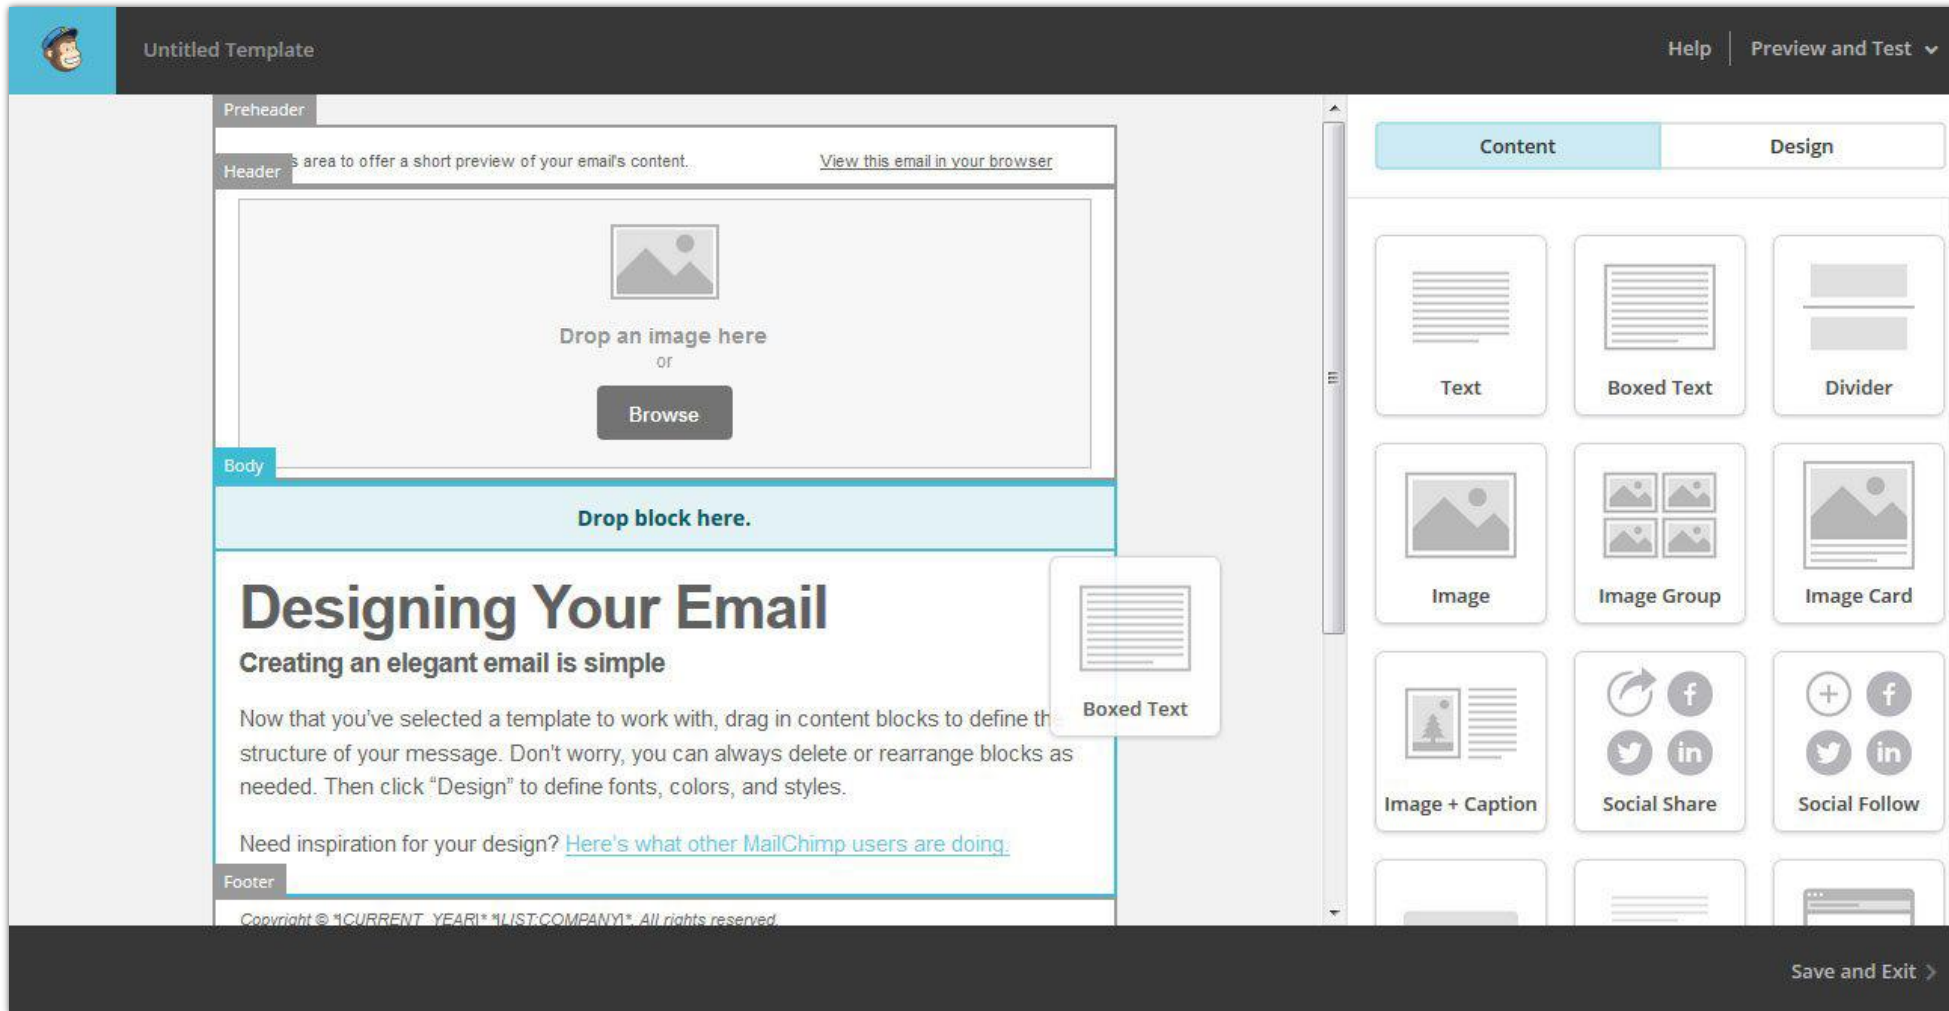 Untitled Template
Help
Preview and Test
Preheader
area to offer a short preview of your email's content.
View this email in your browser
Header
Drop an image here
or
Browse
Body
Drop block here.
Designing Your Email
Creating an elegant email is simple
Now that you've selected a template to work with, drag in content blocks to define
structure of your message. Don't worry, you can always delete or rearrange blocks as
needed. Then click “Design” to define fonts, colors, and styles.
Need inspiration for your design? Here's what other MailChimp users are doing.
Footer
Copyright © *|CURRENT_YEAR|* *|LIST:COMPANY|*, All rights reserved.
Boxed Text
Content
Design
Text
Boxed Text
Divider
Image
Image Group
Image Card
Image + Caption
Social Share
Social Follow
Save and Exit